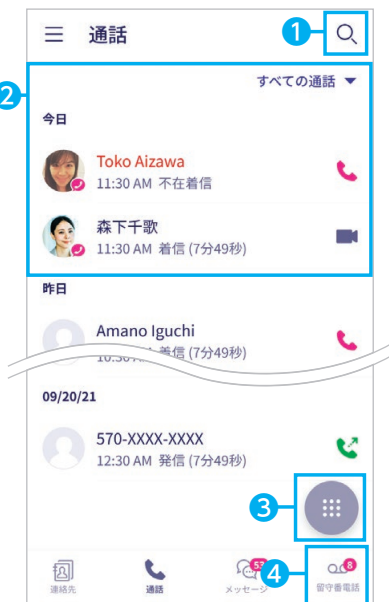 通話
1
2
すべての通話
今日
Toko Aizawa
11:30 AM 不在着信
森下千歌
11:30 AM 着信 (7分49秒)
昨日
Amano Iguchi
着信 (7分49秒)
09/20/21
570-XXXX-XXXX
12:30 AM 発信 (7分49秒)
3
連絡先
通話
53
メッセージ
4
8
留守番電話